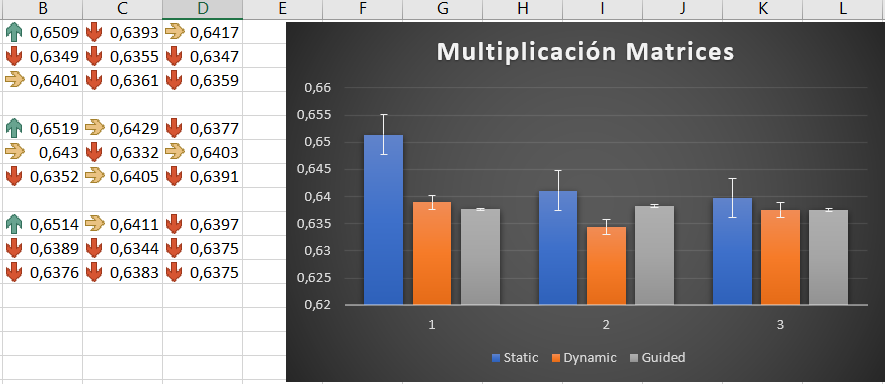 B C D E F G H I J K L
0,6509 0,6393 0,6417
0,6349 0,6355 0,6347
0,6401 0,6361 0,6359
0,6519 0,6429 0,6377
0,643 0,6332 0,6403
0,6352 0,6405 0,6391
0,6514 0,6411 0,6397
0,6389 0,6344 0,6375
0,6376 0,6383 0,6375
Multiplicación Matrices
0,66
0,655
0,65
0,645
0,64
0,635
0,63
0,625
0,62
1 2 3
Static Dynamic Guided